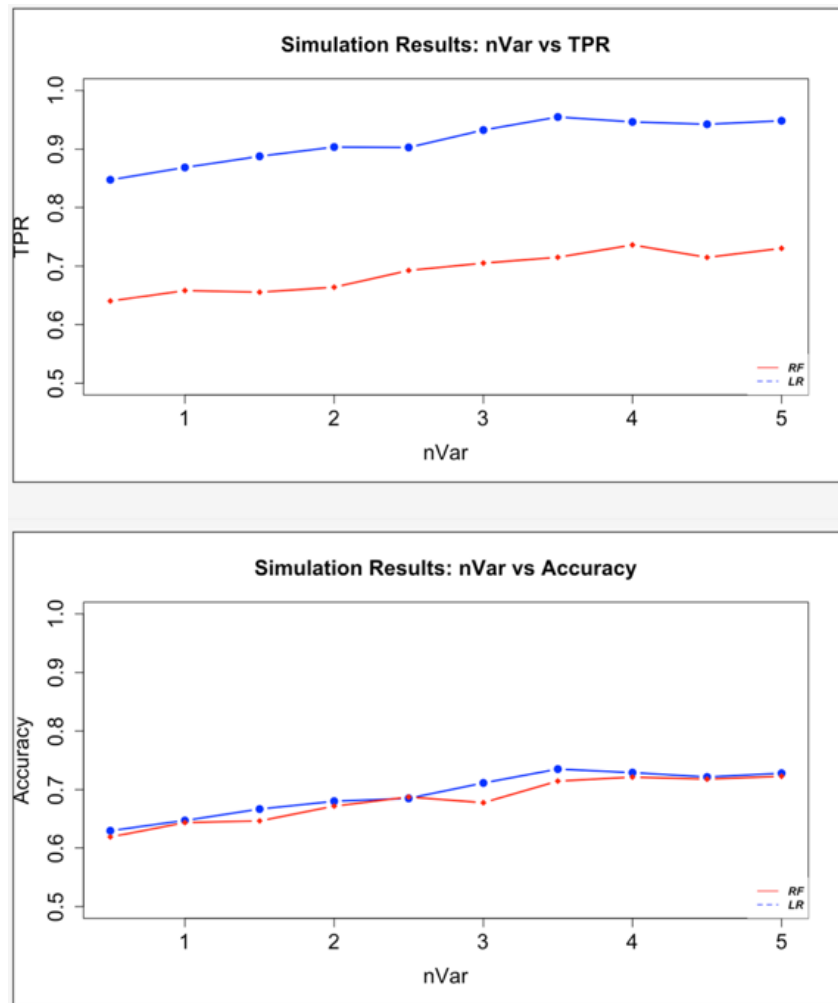 Simulation Results: nVar vs TPR
1.0
0.9
0.8
0.7
0.6
0.5
TPR
RF
LR
1 2 3 4 5
nVar
Simulation Results: nVar vs Accuracy
1.0
0.9
0.8
0.7
0.6
0.5
Accuracy
RF
LR
1 2 3 4 5
nVar